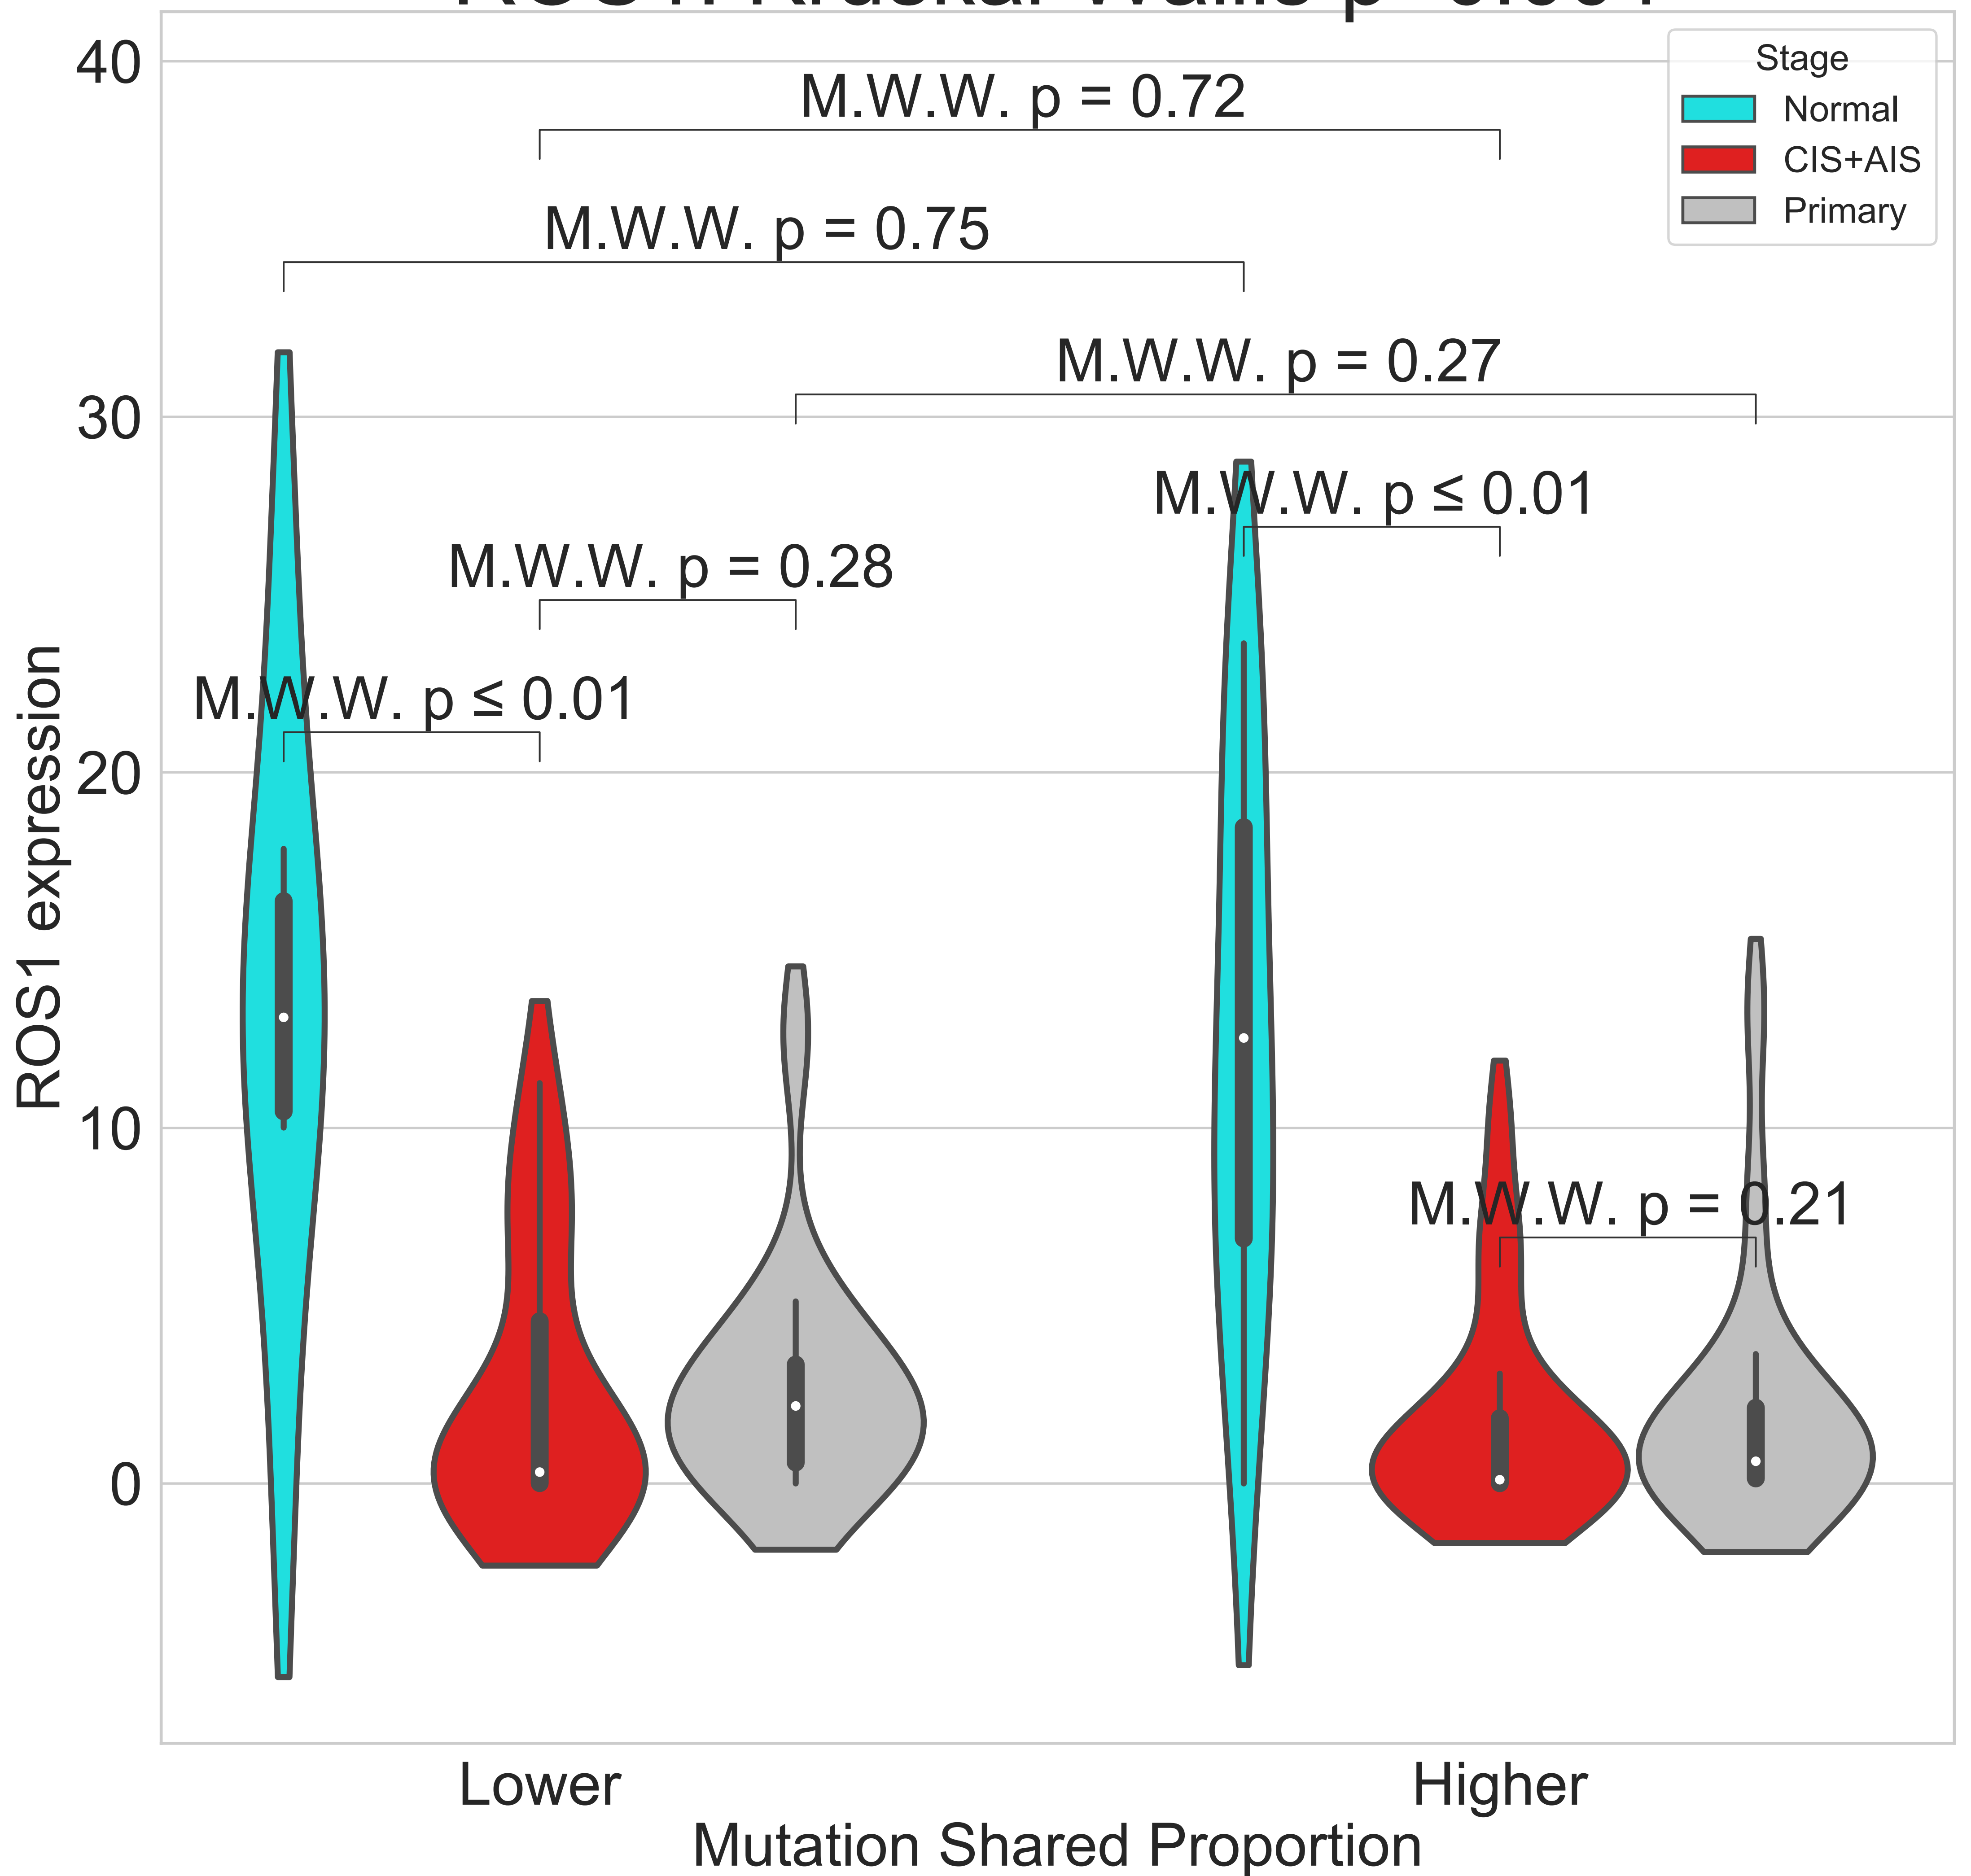 40
30
20
10
0
ROS1 expression
Stage
Normal
CIS+AIS
Primary
M.W.W. p = 0.72
M.W.W. p = 0.75
M.W.W. p = 0.27
M.W.W. p ≤ 0.01
M.W.W. p = 0.28
M.W.W. p ≤ 0.01
M.W.W. p = 0.21
Lower
Higher
Mutation Shared Proportion